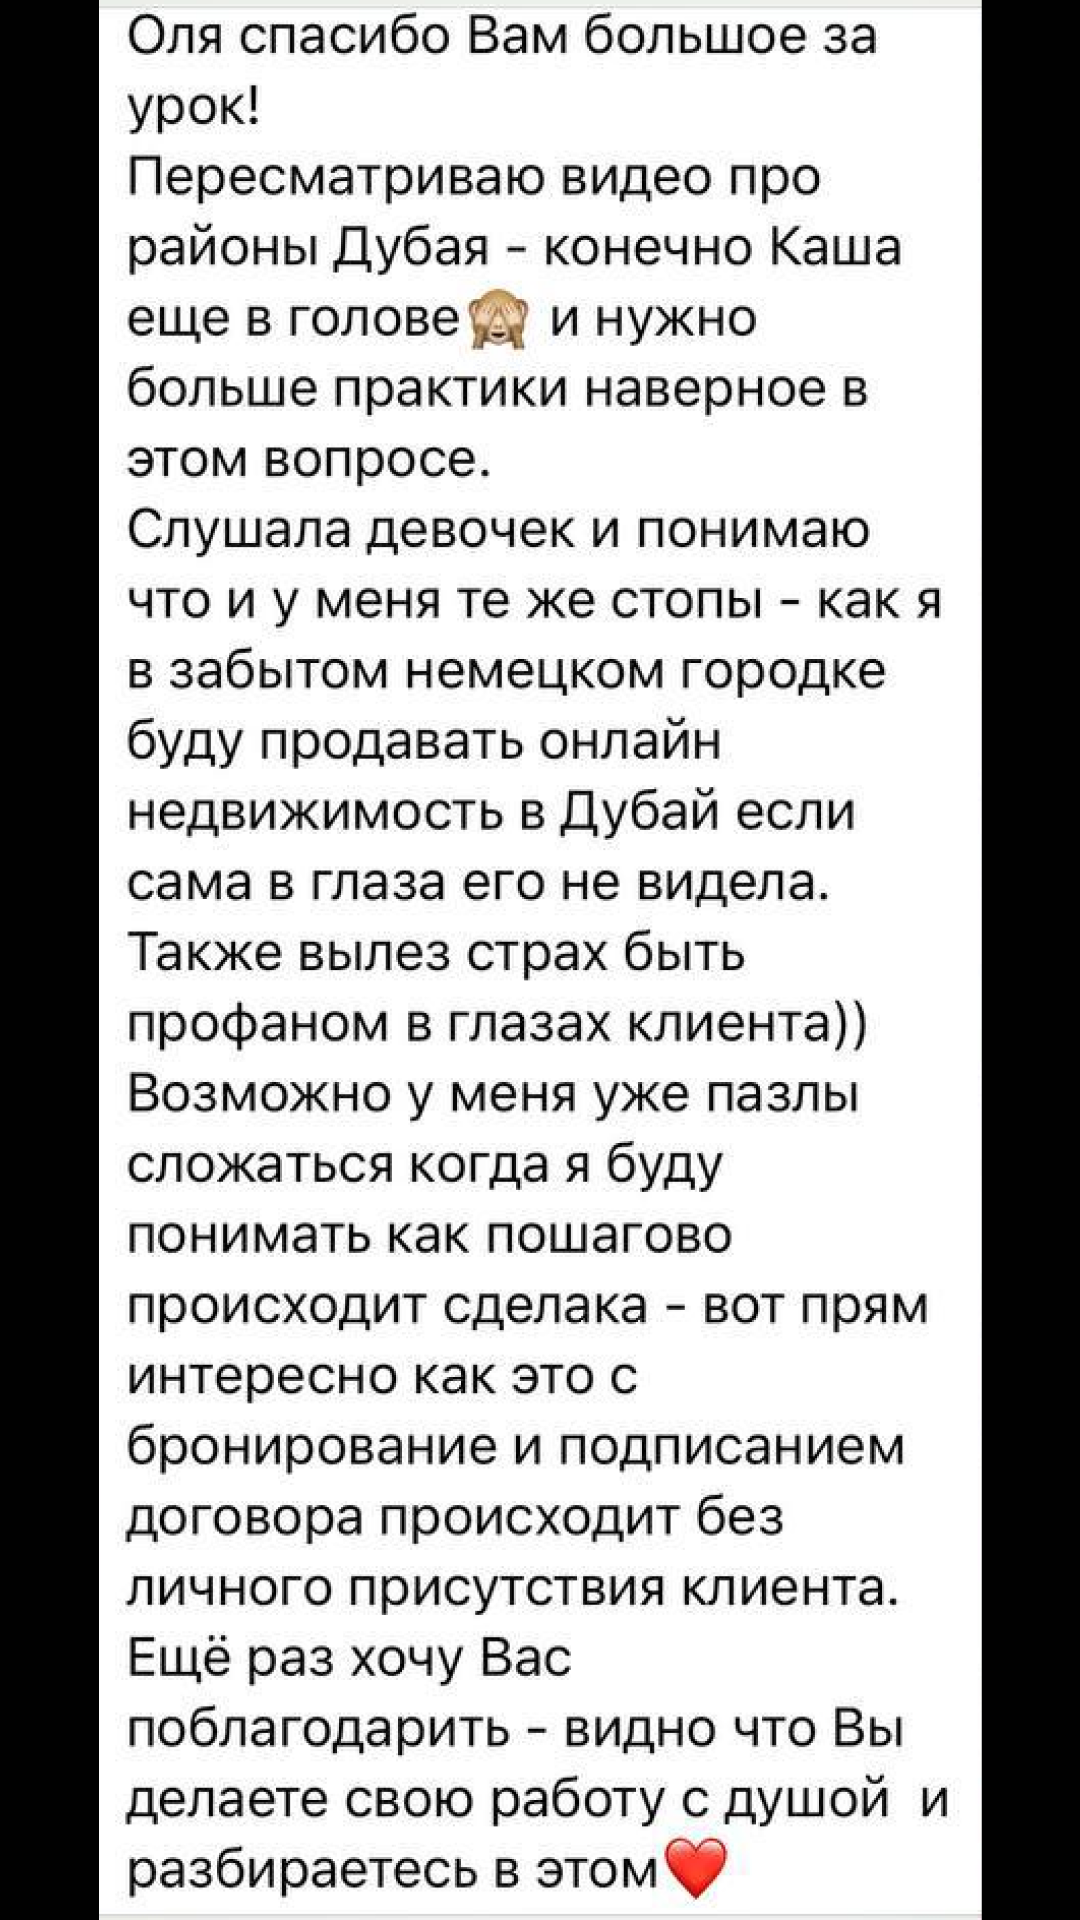 Оля спасибо Вам большое за
урок!
Пересматриваю видео про
районы Дубая - конечно Каша
еще в голове🙈 и нужно
больше практики наверное в
этом вопросе.
Слушала девочек и понимаю
что и у меня те же стопы - как я
в забытом немецком городке
буду продавать онлайн
недвижимость в Дубай если
сама в глаза его не видела.
Также вылез страх быть
профаном в глазах клиента))
Возможно у меня уже пазлы
сложаться когда я буду
понимать как пошагово
происходит сделака - вот прям
интересно как это с
бронирование и подписанием
договора происходит без
личного присутствия клиента.
Ещё раз хочу Вас
поблагодарить - видно что Вы
делаете свою работу с душой  и
разбираетесь в этом❤️